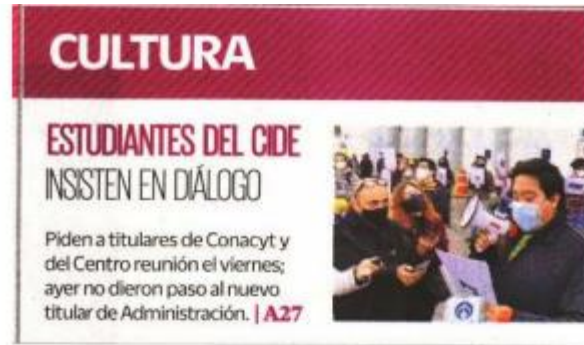 CULTURA
ESTUDIANTES DEL CIDE
INSISTEN EN DIÁLOGO
Piden a titulares de Conacyt y
del Centro reunión el viernes;
ayer no dieron paso al nuevo
titular de Administración. | A27